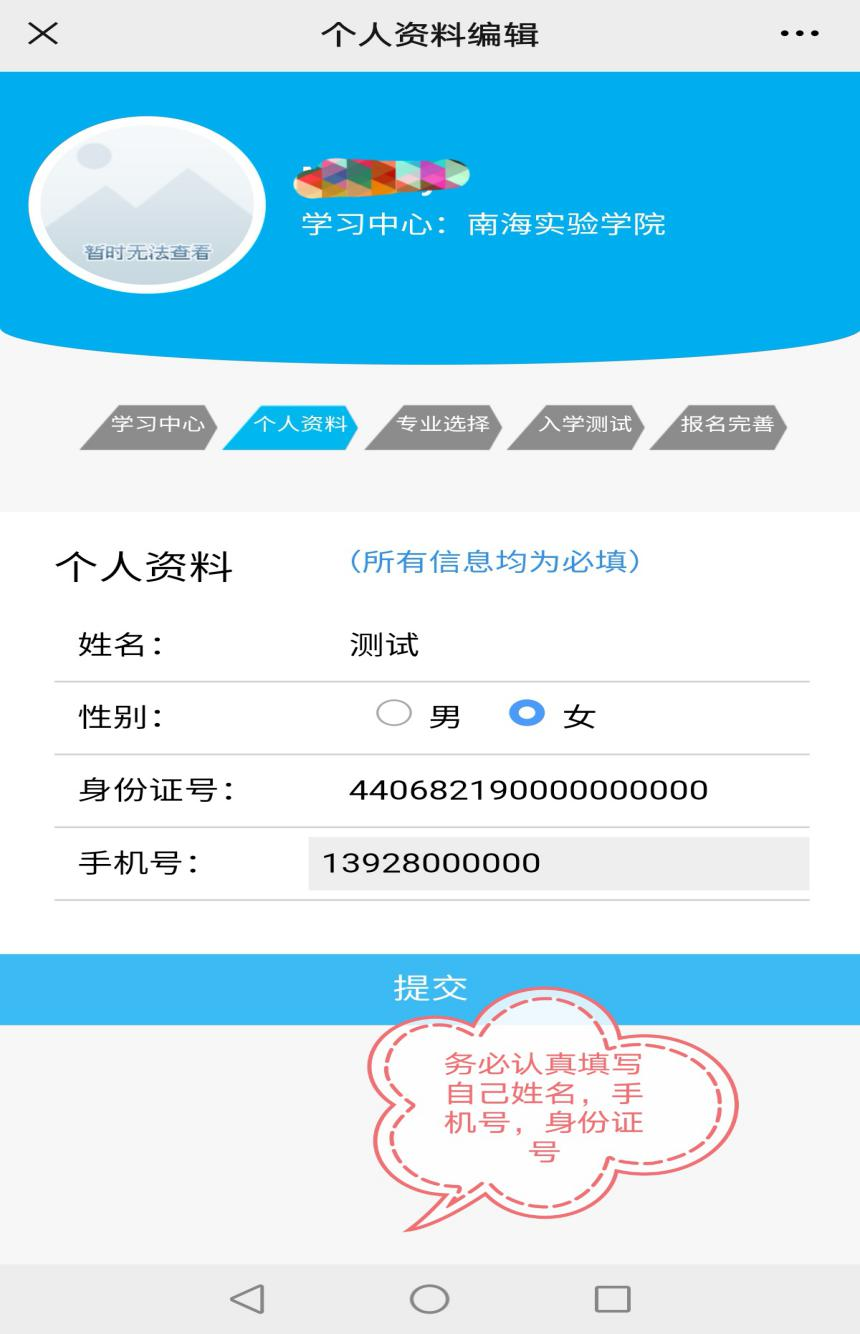 个人资料编辑
暂时无法查看
学习中心：南海实验学院
学习中心
个人资料
专业选择
入学测试
报名完善
个人资料 （所有信息均为必填）
姓名： 测试
性别： 男 女
身份证号： 440682190000000000
手机号： 13928000000
提交
务必认真填写
自己姓名，手
机号，身份证
号